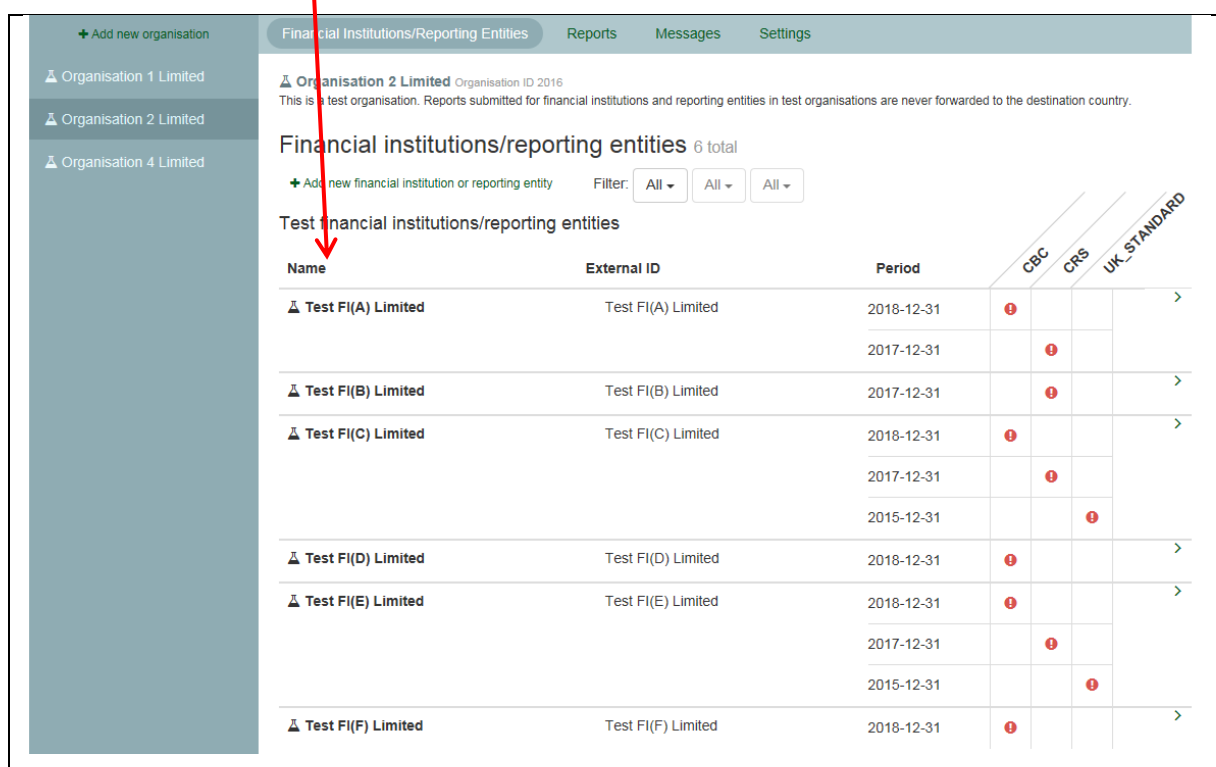 + Add new organisation
Organisation 1 Limited
Organisation 2 Limited
Organisation 4 Limited
Financial Institutions/Reporting Entities Reports Messages Settings
Organisation 2 Limited Organisation ID 2016
This is a test organisation. Reports submitted for financial institutions and reporting entities in test organisations are never forwarded to the destination country.
Financial institutions/reporting entities 6 total
+ Add new financial institution or reporting entity Filter: All All All
Test financial institutions/reporting entities
Name External ID Period CBC CRS UK_STANDARD
Test FI(A) Limited Test FI(A) Limited 2018-12-31
2017-12-31
Test FI(B) Limited Test FI(B) Limited 2017-12-31
Test FI(C) Limited Test FI(C) Limited 2018-12-31
2017-12-31
2015-12-31
Test FI(D) Limited Test FI(D) Limited 2018-12-31
Test FI(E) Limited Test FI(E) Limited 2018-12-31
2017-12-31
2015-12-31
Test FI(F) Limited Test FI(F) Limited 2018-12-31